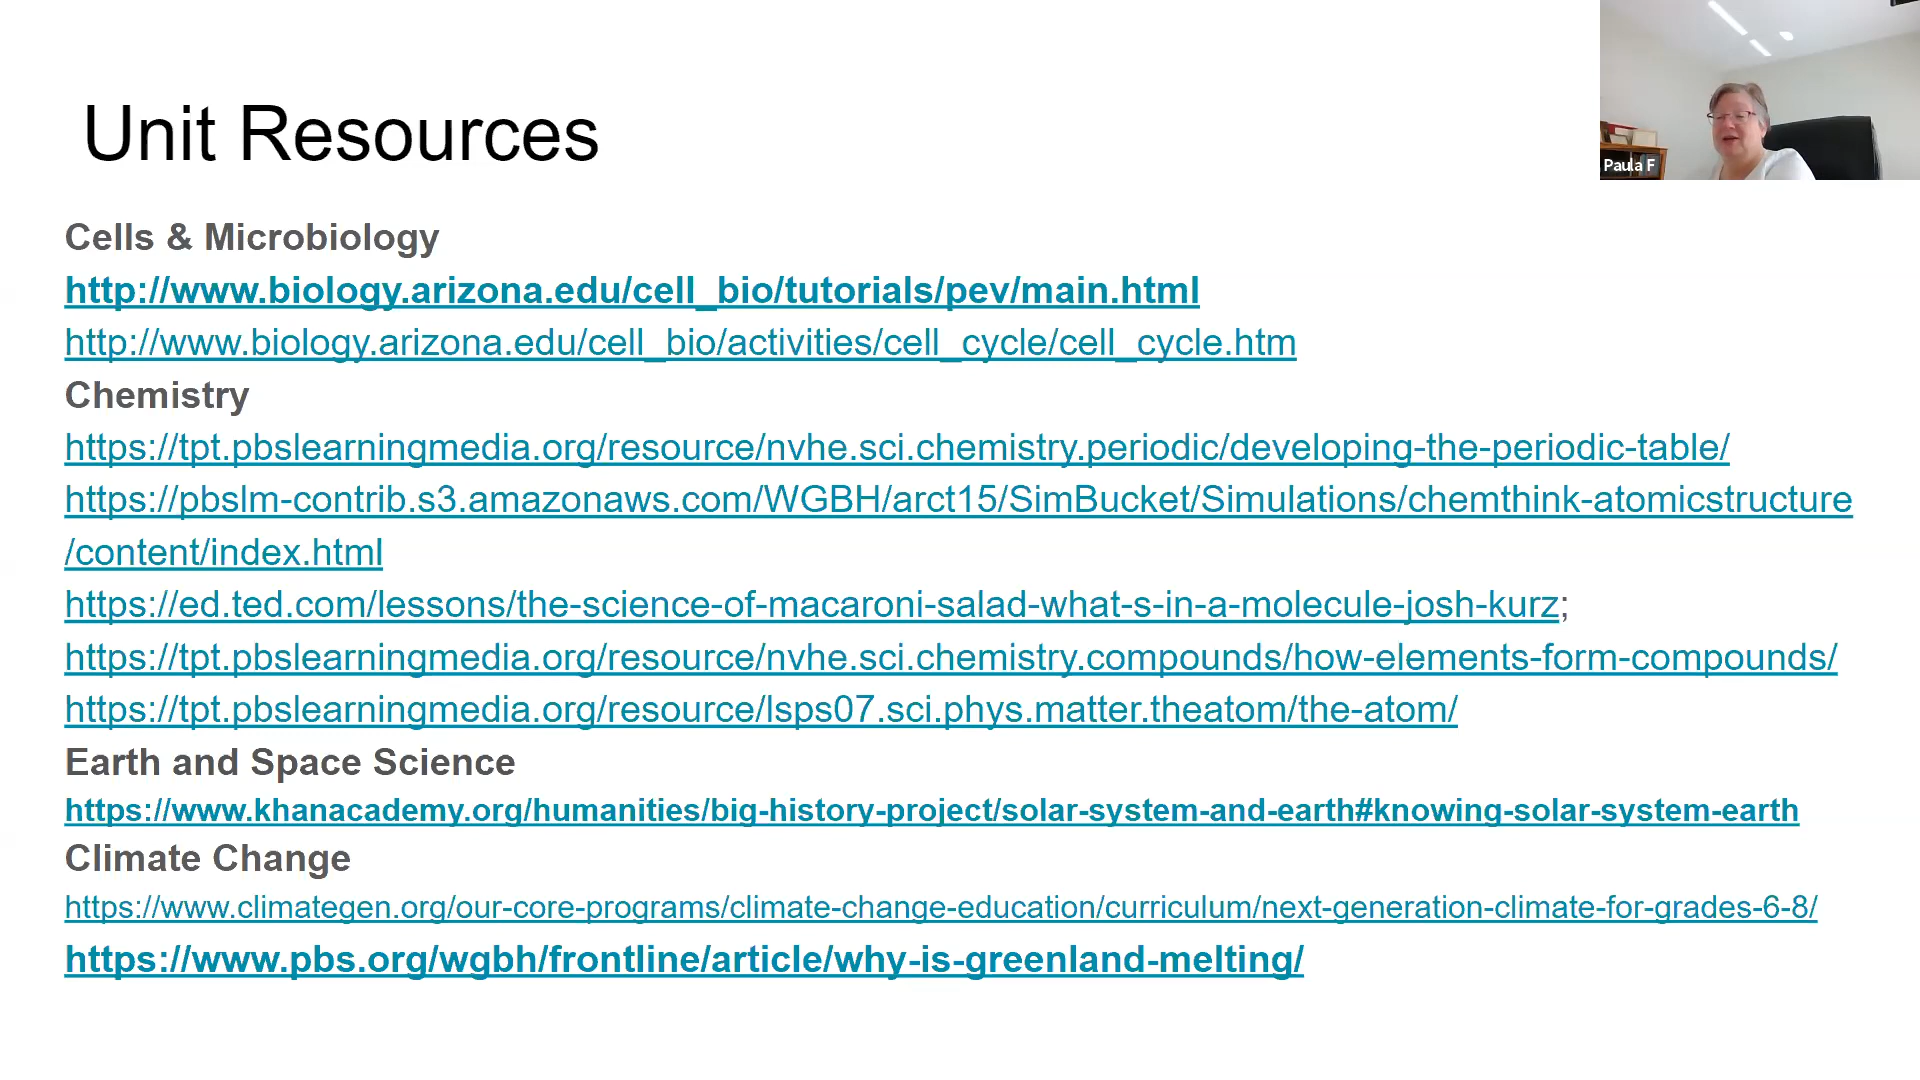 Unit Resources
Paula F
Cells & Microbiology
http://www.biology.arizona.edu/cell_bio/tutorials/pev/main.html
http://www.biology.arizona.edu/cell_bio/activities/cell_cycle/cell_cycle.htm
Chemistry
https://tpt.pbslearningmedia.org/resource/nvhe.sci.chemistry.periodic/developing-the-periodic-table/
https://pbslm-contrib.s3.amazonaws.com/WGBH/arct15/SimBucket/Simulations/chemthink-atomicstructure
/content/index.html
https://ed.ted.com/lessons/the-science-of-macaroni-salad-what-s-in-a-molecule-josh-kurz;
https://tpt.pbslearningmedia.org/resource/nvhe.sci.chemistry.compounds/how-elements-form-compounds/
https://tpt.pbslearningmedia.org/resource/lsps07.sci.phys.matter.theatom/the-atom/
Earth and Space Science
https://www.khanacademy.org/humanities/big-history-project/solar-system-and-earth#knowing-solar-system-earth
Climate Change
https://www.climategen.org/our-core-programs/climate-change-education/curriculum/next-generation-climate-for-grades-6-8/
https://www.pbs.org/wgbh/frontline/article/why-is-greenland-melting/